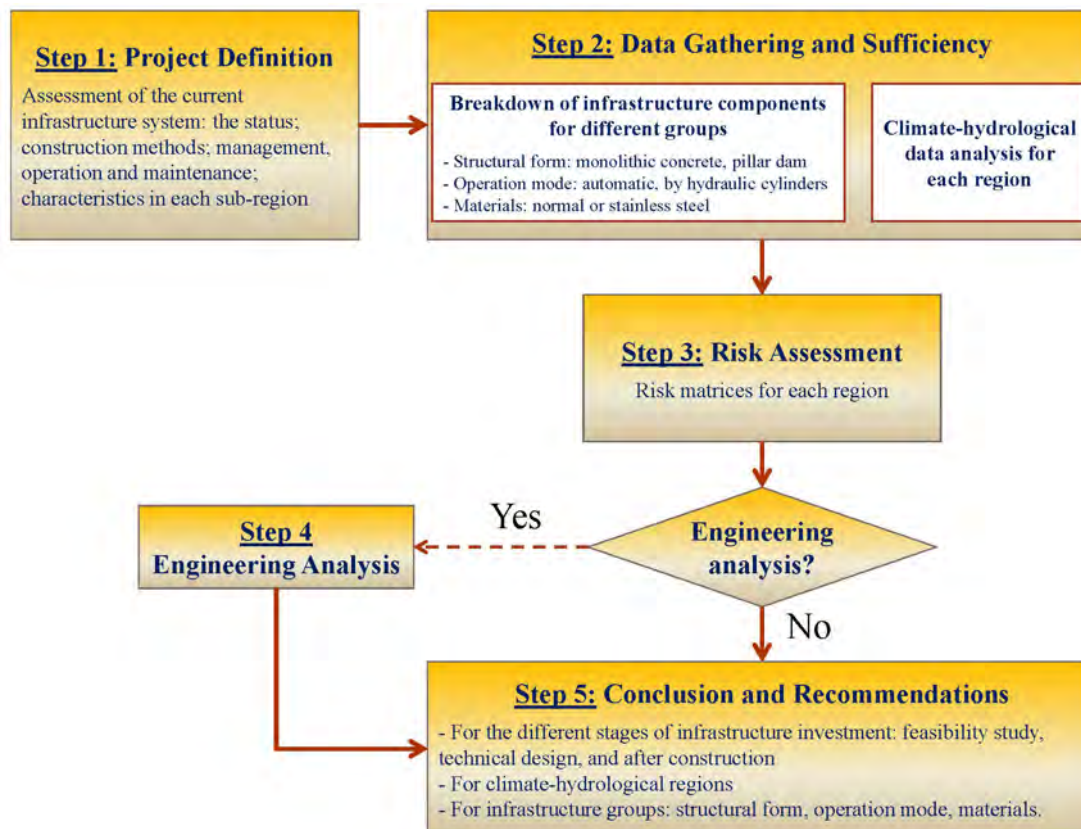 Step 1: Project Definition
Assessment of the current
infrastructure system: the status;
construction methods; management,
operation and maintenance;
characteristics in each sub-region
Step 2: Data Gathering and Sufficiency
Breakdown of infrastructure components
for different groups
- Structural form: monolithic concrete, pillar dam
- Operation mode: automatic, by hydraulic cylinders
- Materials: normal or stainless steel
Climate-hydrological
data analysis for
each region
Step 3: Risk Assessment
Risk matrices for each region
Engineering
analysis?
Yes
Step 4
Engineering Analysis
No
Step 5: Conclusion and Recommendations
- For the different stages of infrastructure investment: feasibility study,
technical design, and after construction
- For climate-hydrological regions
- For infrastructure groups: structural form, operation mode, materials.